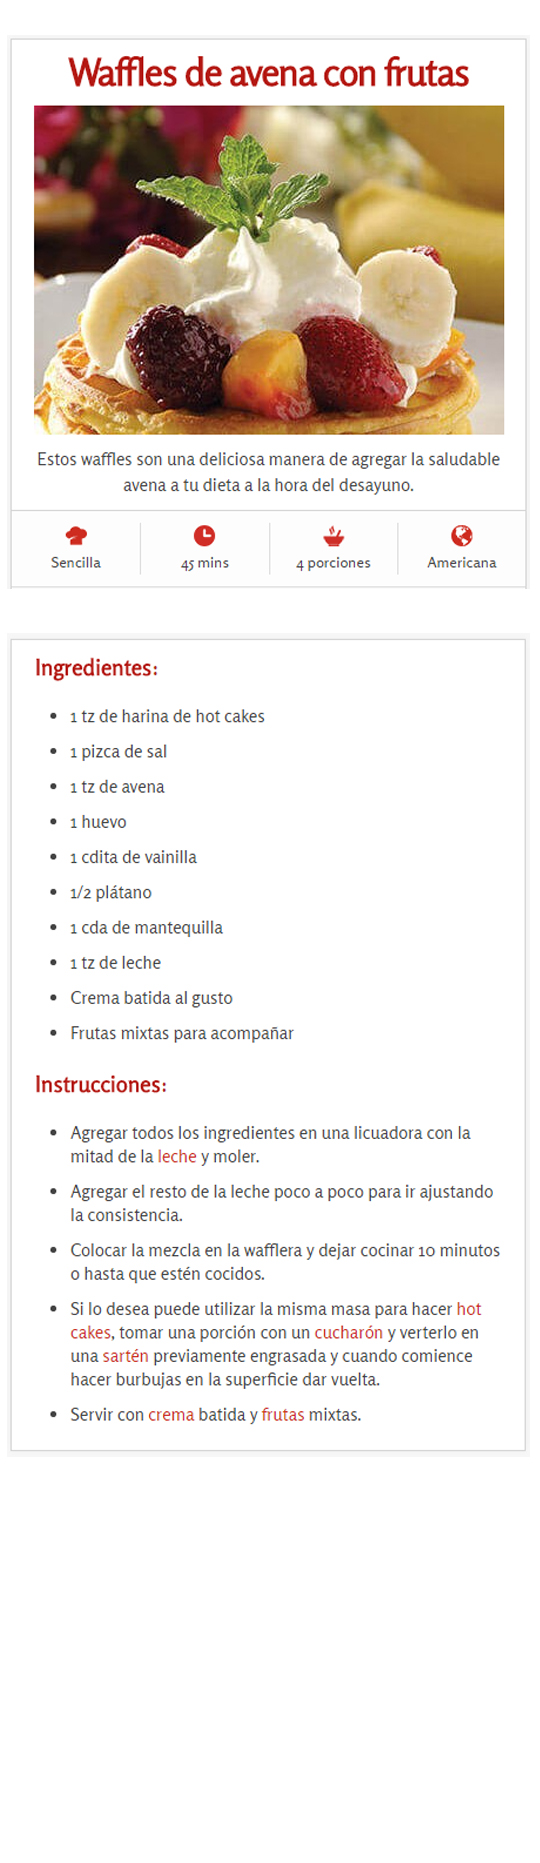 Waffles de avena con frutas
Estos waffles son una deliciosa manera de agregar la saludable
avena a tu dieta a la hora del desayuno.
Sencilla
45 mins
4 porciones
Americana
Ingredientes:
• 1 tz de harina de hot cakes
• 1 pizca de sal
• 1 tz de avena
• 1 huevo
• 1 cdita de vainilla
• 1/2 plátano
• 1 cda de mantequilla
• 1 tz de leche
• Crema batida al gusto
• Frutas mixtas para acompañar
Instrucciones:
• Agregar todos los ingredientes en una licuadora con la
mitad de la leche y moler.
• Agregar el resto de la leche poco a poco para ir ajustando
la consistencia.
• Colocar la mezcla en la wafflera y dejar cocinar 10 minutos
o hasta que estén cocidos.
• Si lo desea puede utilizar la misma masa para hacer hot
cakes, tomar una porción con un cucharón y verterlo en
una sartén previamente engrasada y cuando comience
hacer burbujas en la superficie dar vuelta.
• Servir con crema batida y frutas mixtas.